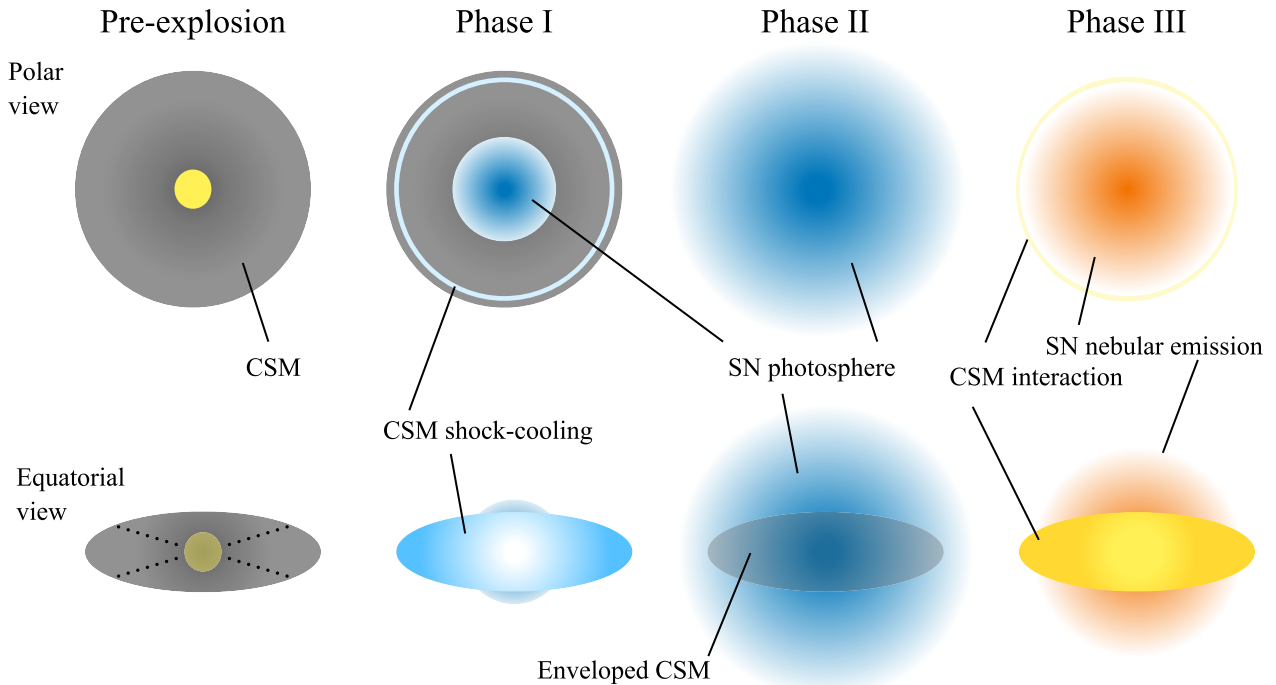 Pre-explosion
Phase I
Phase II
Phase III
Polar
view
CSM
SN photosphere
SN nebular emission
CSM interaction
CSM shock-cooling
Equatorial
view
Enveloped CSM